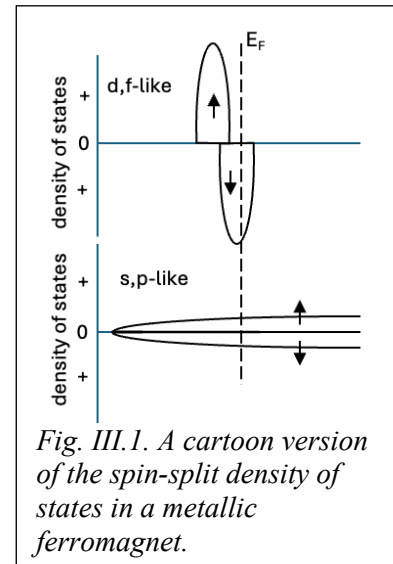 E_F
d,f-like
+
0
+
density of states
s,p-like
+
0
+
density of states
Fig. III.1. A cartoon version
of the spin-split density of
states in a metallic
ferromagnet.